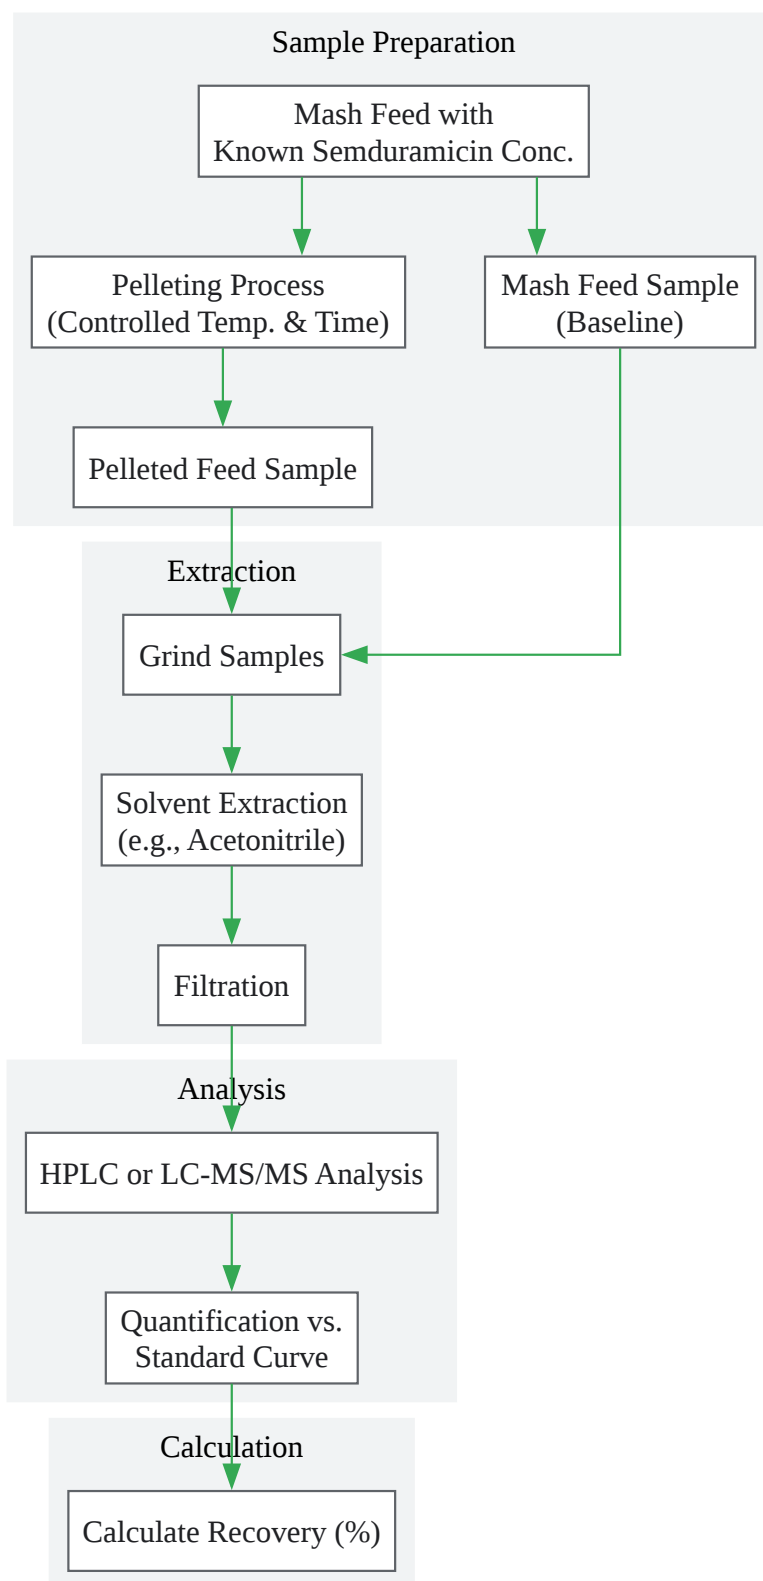 Sample Preparation
Mash Feed with
Known Semduramicin Conc.
Pelleting Process
(Controlled Temp. & Time)
Mash Feed Sample
(Baseline)
Pelleted Feed Sample
Extraction
Grind Samples
Solvent Extraction
(e.g., Acetonitrile)
Filtration
Analysis
HPLC or LC-MS/MS Analysis
Quantification vs.
Standard Curve
Calculation
Calculate Recovery (%)